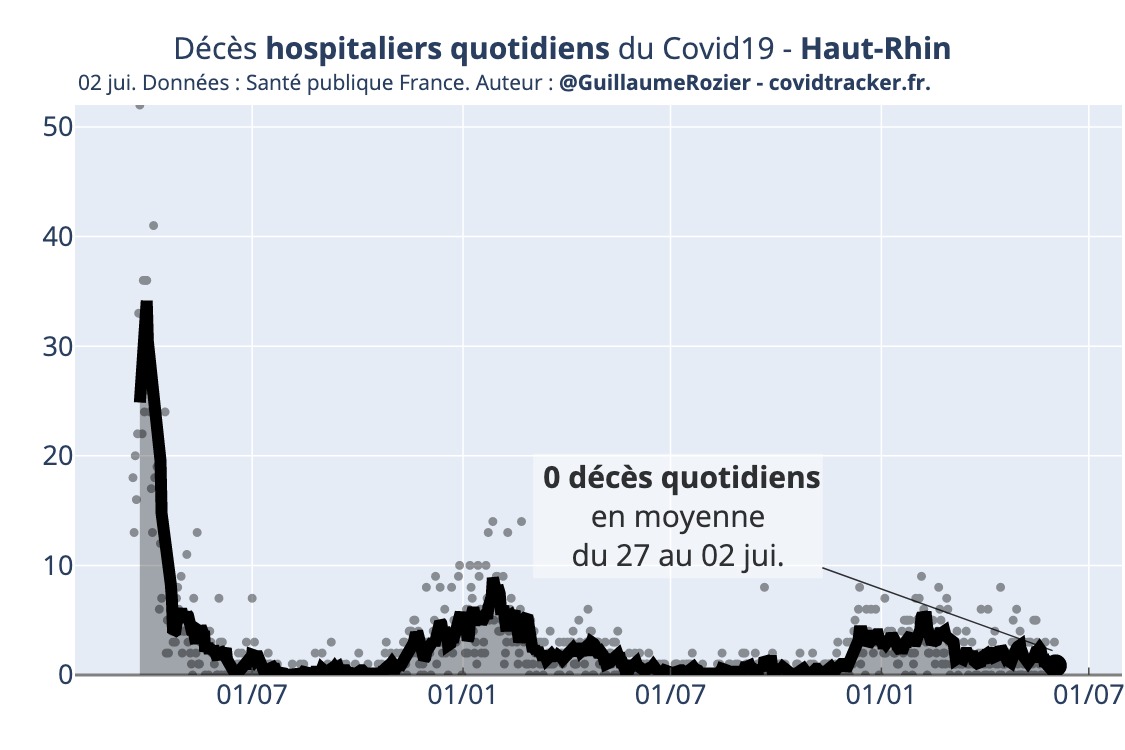 Décès hospitaliers quotidiens du Covid19 - Haut-Rhin
02 jui. Données : Santé publique France. Auteur : @GuillaumeRozier - covidtracker.fr.
50
40
30
20
10
0
0 décès quotidiens
en moyenne
du 27 au 02 jui.
01/07
01/01
01/07
01/01
01/07